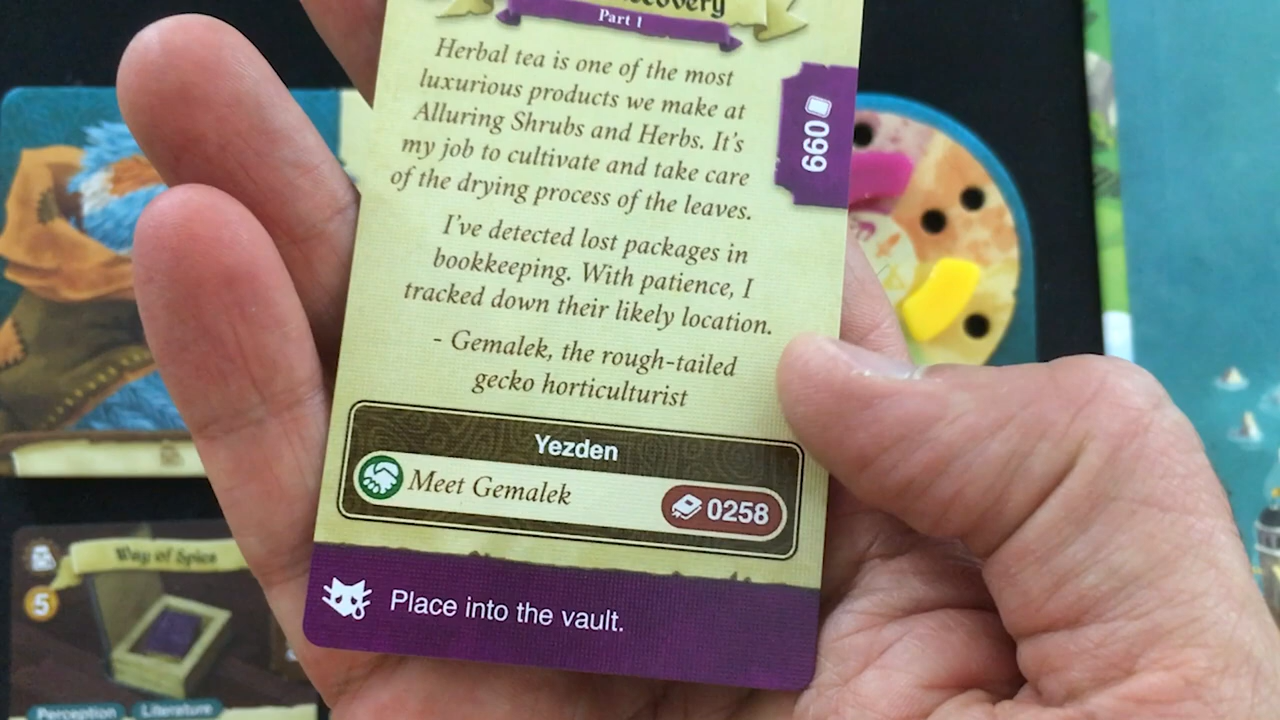 Part 1
Herbal tea is one of the most
luxurious products we make at
Alluring Shrubs and Herbs. It's
my job to cultivate and take care
of the drying process of the leaves.
I've detected lost packages in
bookkeeping. With patience, I
tracked down their likely location.
- Gemalek, the rough-tailed
gecko horticulturist
660
Yezden
Meet Gemalek
0258
Place into the vault.
Way of Spice
5
Perception
Literature